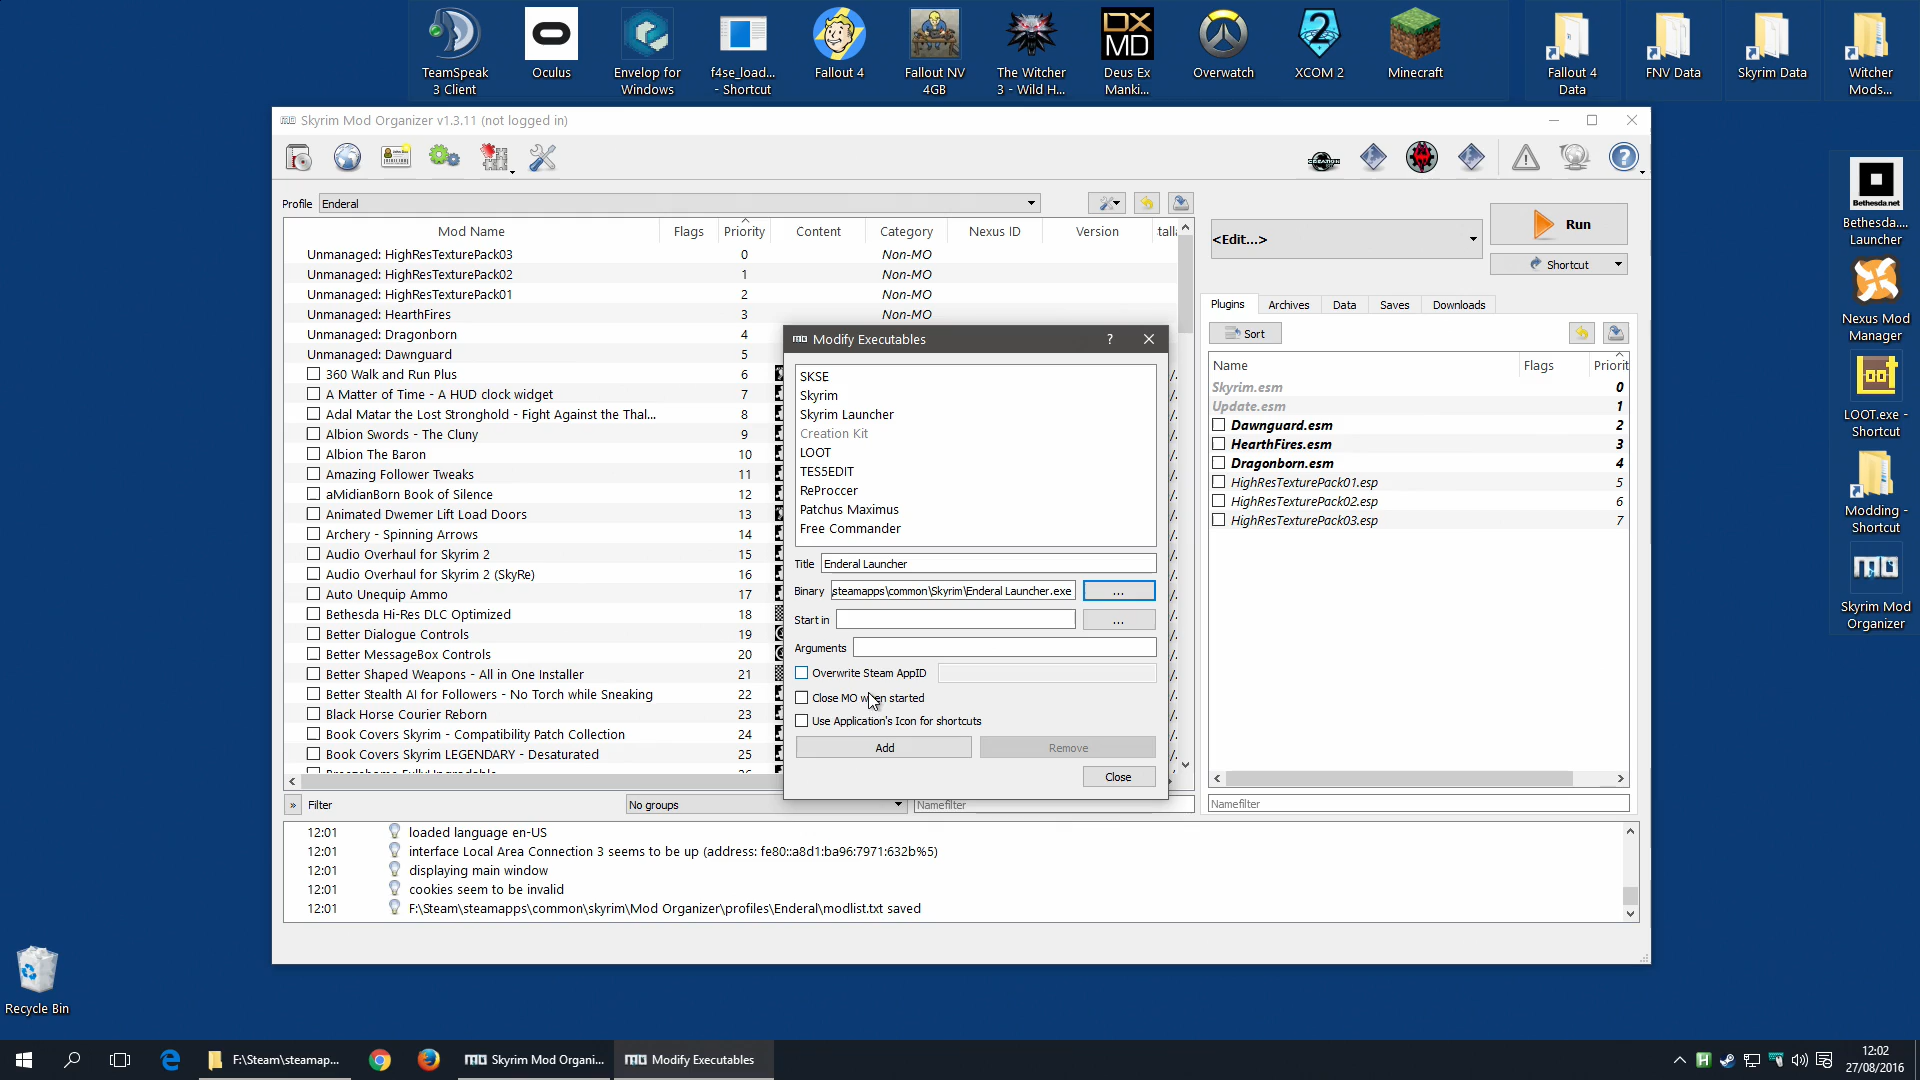 TeamSpeak
3 Client
Oculus
Envelop for
Windows
f4se_load...
- Shortcut
Fallout 4
Fallout NV
4GB
The Witcher
3 - Wild H...
DX
MD
Deus Ex
Manki...
Overwatch
2
XCOM 2
Minecraft
Fallout 4
Data
FNV Data
Skyrim Data
Witcher
Mods...
Skyrim Mod Organizer v1.3.11 (not logged in)
CREATION
Profile
Enderal
<Edit...>
Run
Shortcut
Mod Name
Flags
Priority
Content
Category
Nexus ID
Version
Unmanaged: HighResTexturePack03 0 Non-MO
Unmanaged: HighResTexturePack02 1 Non-MO
Unmanaged: HighResTexturePack01 2 Non-MO
Unmanaged: HearthFires 3 Non-MO
Unmanaged: Dragonborn 4
Unmanaged: Dawnguard 5
360 Walk and Run Plus 6
A Matter of Time - A HUD clock widget 7
Adal Matar the Lost Stronghold - Fight Against the Thal... 8
Albion Swords - The Cluny 9
Albion The Baron 10
Amazing Follower Tweaks 11
aMidianBorn Book of Silence 12
Animated Dwemer Lift Load Doors 13
Archery - Spinning Arrows 14
Audio Overhaul for Skyrim 2 15
Audio Overhaul for Skyrim 2 (SkyRe) 16
Auto Unequip Ammo 17
Bethesda Hi-Res DLC Optimized 18
Better Dialogue Controls 19
Better MessageBox Controls 20
Better Shaped Weapons - All in One Installer 21
Better Stealth AI for Followers - No Torch while Sneaking 22
Black Horse Courier Reborn 23
Book Covers Skyrim - Compatibility Patch Collection 24
Book Covers Skyrim LEGENDARY - Desaturated 25
Filter
No groups
Namefilter
Modify Executables
?
SKSE
Skyrim
Skyrim Launcher
Creation Kit
LOOT
TES5EDIT
ReProccer
Patchus Maximus
Free Commander
Title Enderal Launcher
Binary steamapps\common\Skyrim\Enderal Launcher.exe ...
Start in ...
Arguments
Overwrite Steam AppID
Close MO when started
Use Application's Icon for shortcuts
Add
Remove
Close
Plugins
Archives
Data
Saves
Downloads
Sort
Name Flags Priorit
Skyrim.esm 0
Update.esm 1
Dawnguard.esm 2
HearthFires.esm 3
Dragonborn.esm 4
HighResTexturePack01.esp 5
HighResTexturePack02.esp 6
HighResTexturePack03.esp 7
Namefilter
12:01 loaded language en-US
12:01 interface Local Area Connection 3 seems to be up (address: fe80::a8d1:ba96:7971:632b%5)
12:01 displaying main window
12:01 cookies seem to be invalid
12:01 F:\Steam\steamapps\common\skyrim\Mod Organizer\profiles\Enderal\modlist.txt saved
Bethesda.net
Bethesda....
Launcher
Nexus Mod
Manager
LOOT.exe -
Shortcut
Modding -
Shortcut
Skyrim Mod
Organizer
Recycle Bin
F:\Steam\steamap...
Skyrim Mod Organi...
Modify Executables
12:02
27/08/2016